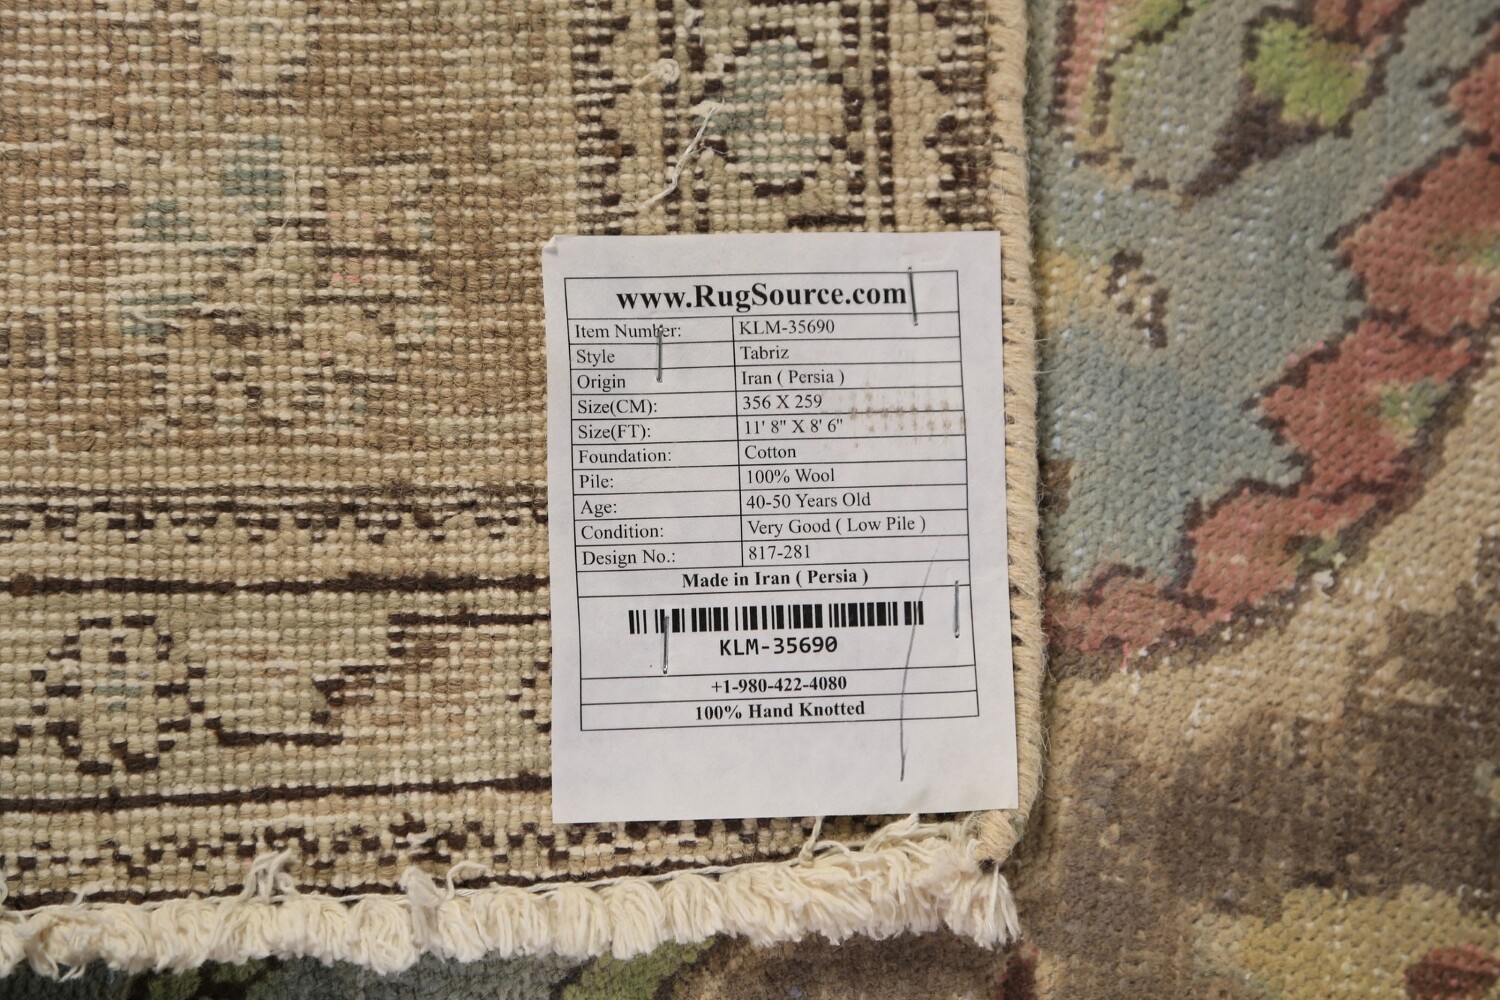 www.RugSource.com
Item Number: KLM-35690
Style Tabriz
Origin Iran ( Persia )
Size(CM): 356 X 259
Size(FT): 11' 8" X 8' 6"
Foundation: Cotton
Pile: 100% Wool
Age: 40-50 Years Old
Condition: Very Good ( Low Pile )
Design No.: 817-281
Made in Iran ( Persia )
KLM-35690
+1-980-422-4080
100% Hand Knotted